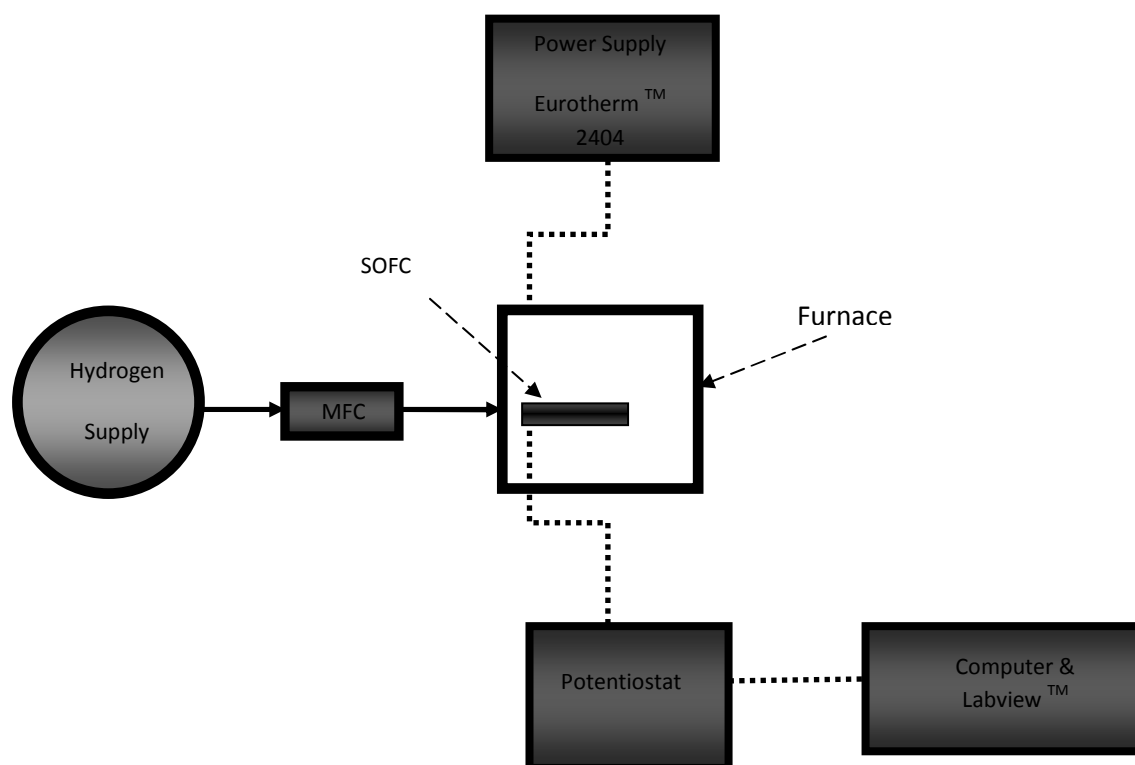 Power Supply
Eurotherm ™
2404
SOFC
Furnace
Hydrogen
Supply
MFC
Potentiostat
Computer &
Labview ™